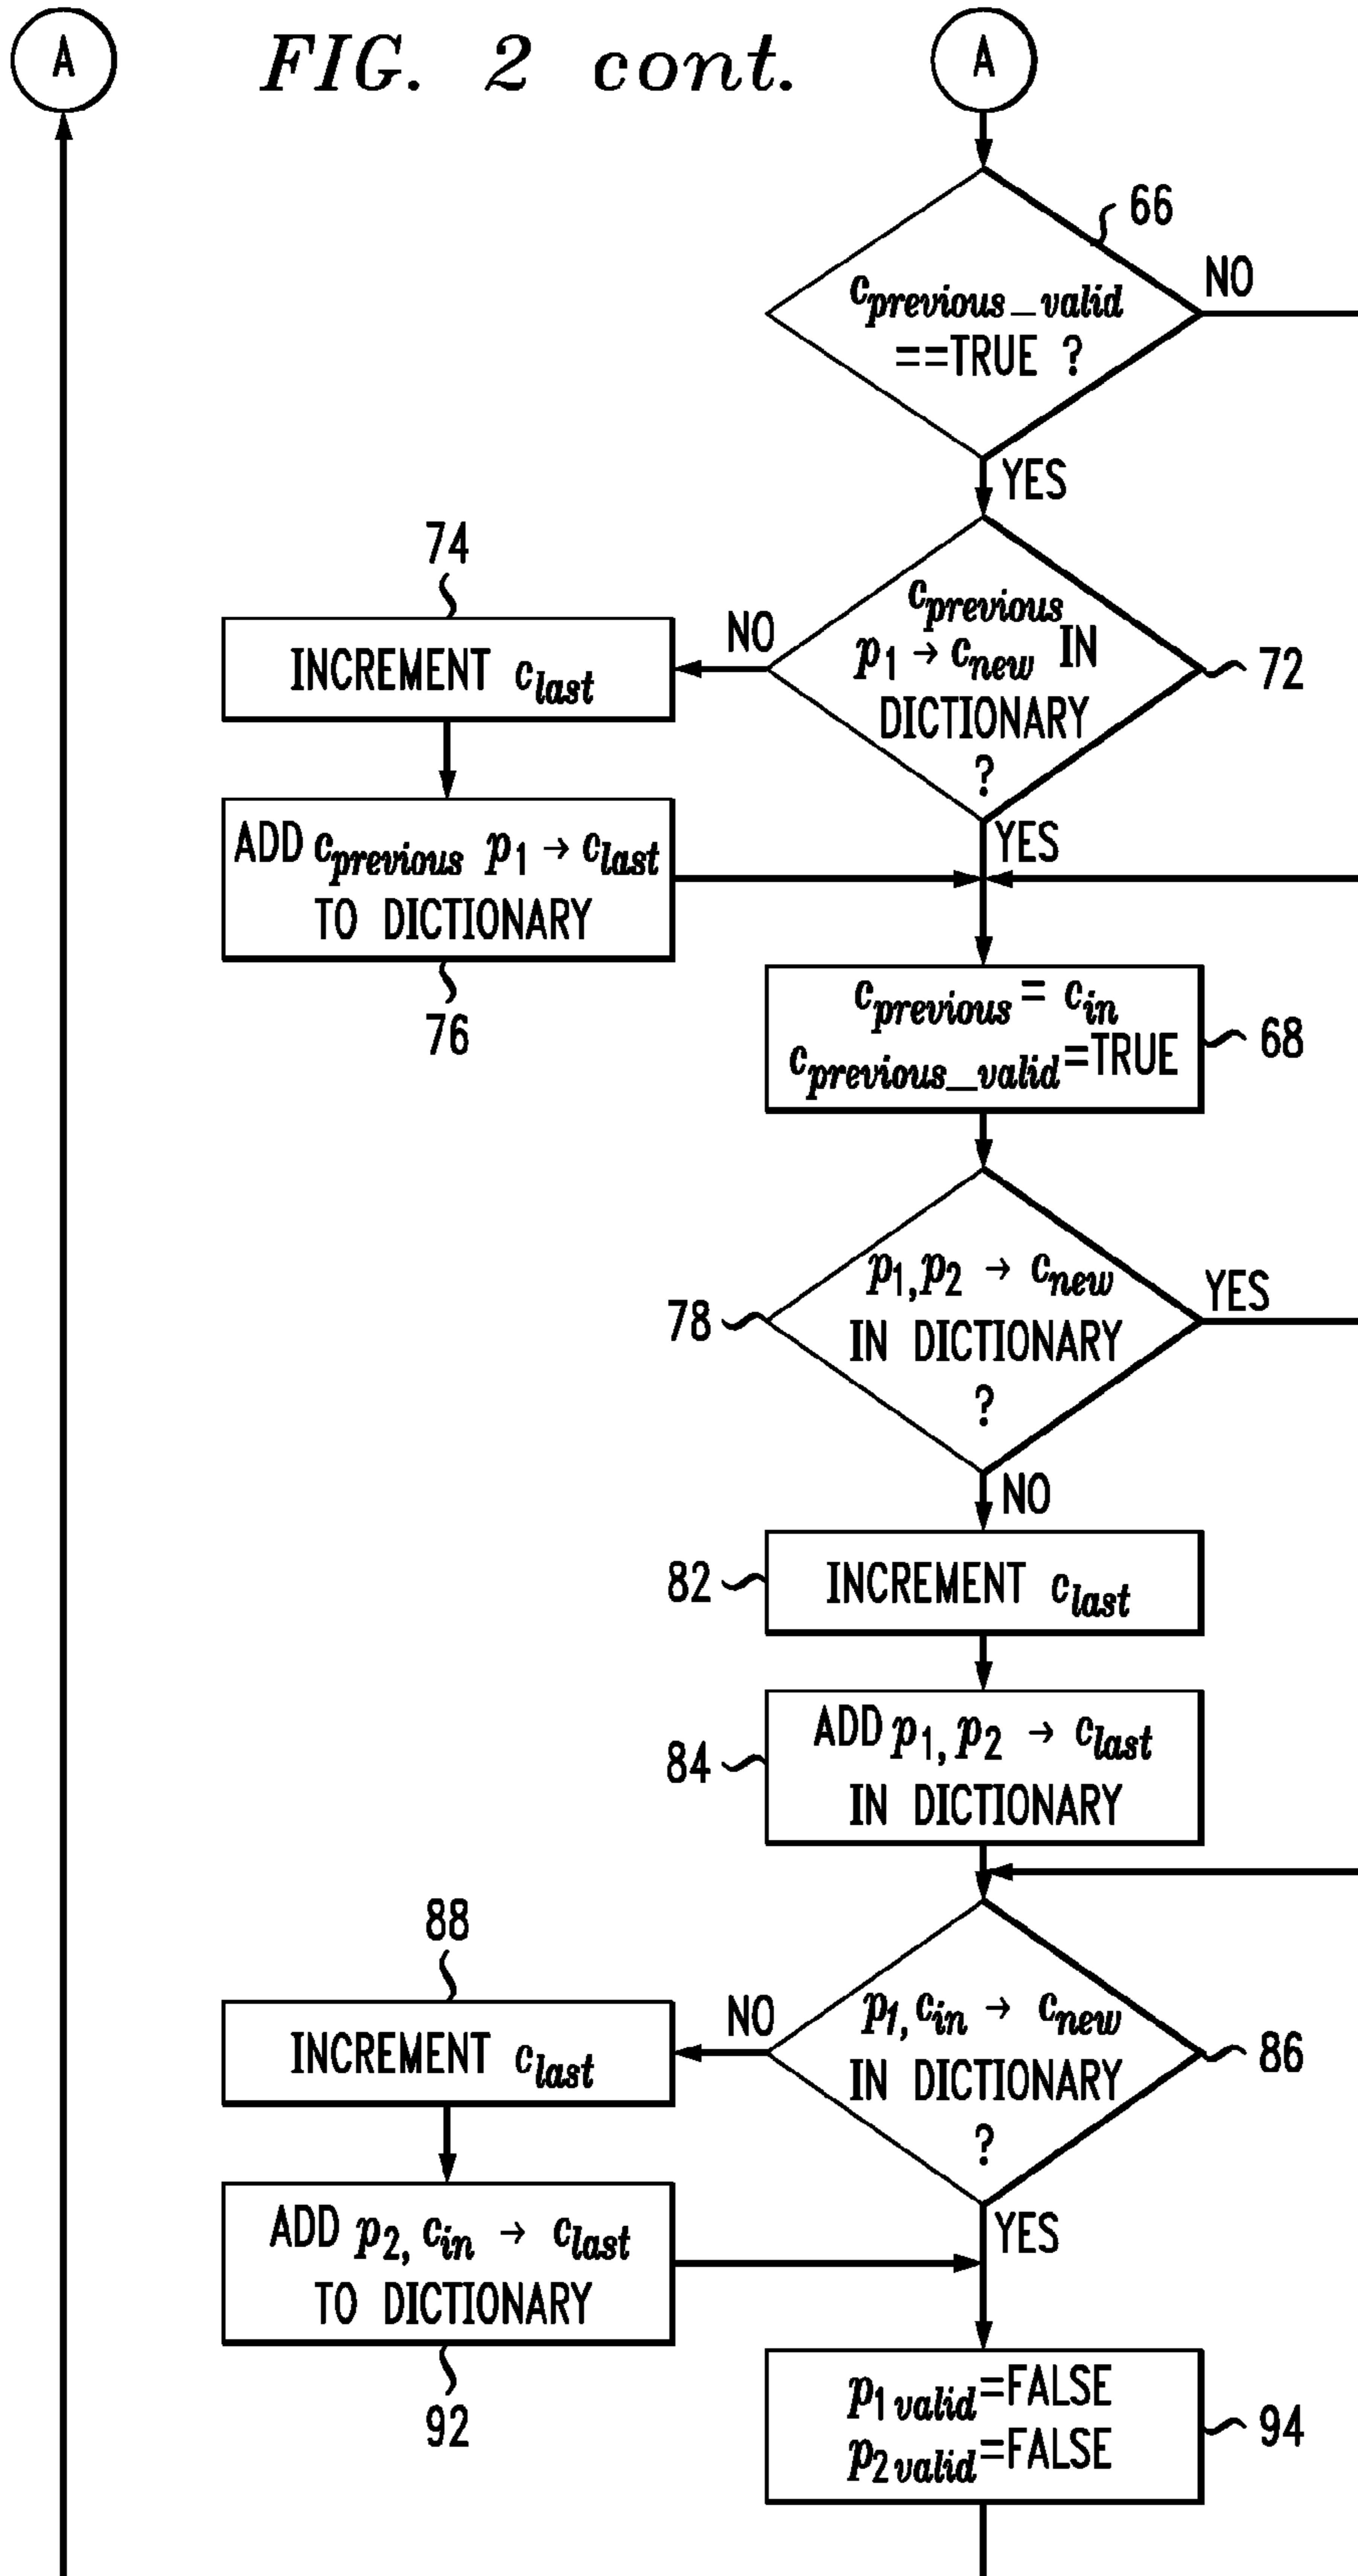 A
FIG. 2 cont.
A
66
c_previous_valid
==TRUE ?
NO
YES
74
c_previous
p1 → c_new IN
DICTIONARY
?
72
NO
INCREMENT c_last
YES
ADD c_previous p1 → c_last
TO DICTIONARY
76
c_previous = c_in
c_previous_valid=TRUE
68
p1, p2 → c_new
IN DICTIONARY
?
78
YES
NO
82
INCREMENT c_last
ADD p1, p2 → c_last
IN DICTIONARY
84
88
NO
INCREMENT c_last
p1, c_in → c_new
IN DICTIONARY
?
86
YES
ADD p2, c_in → c_last
TO DICTIONARY
92
p1 valid=FALSE
p2 valid=FALSE
94